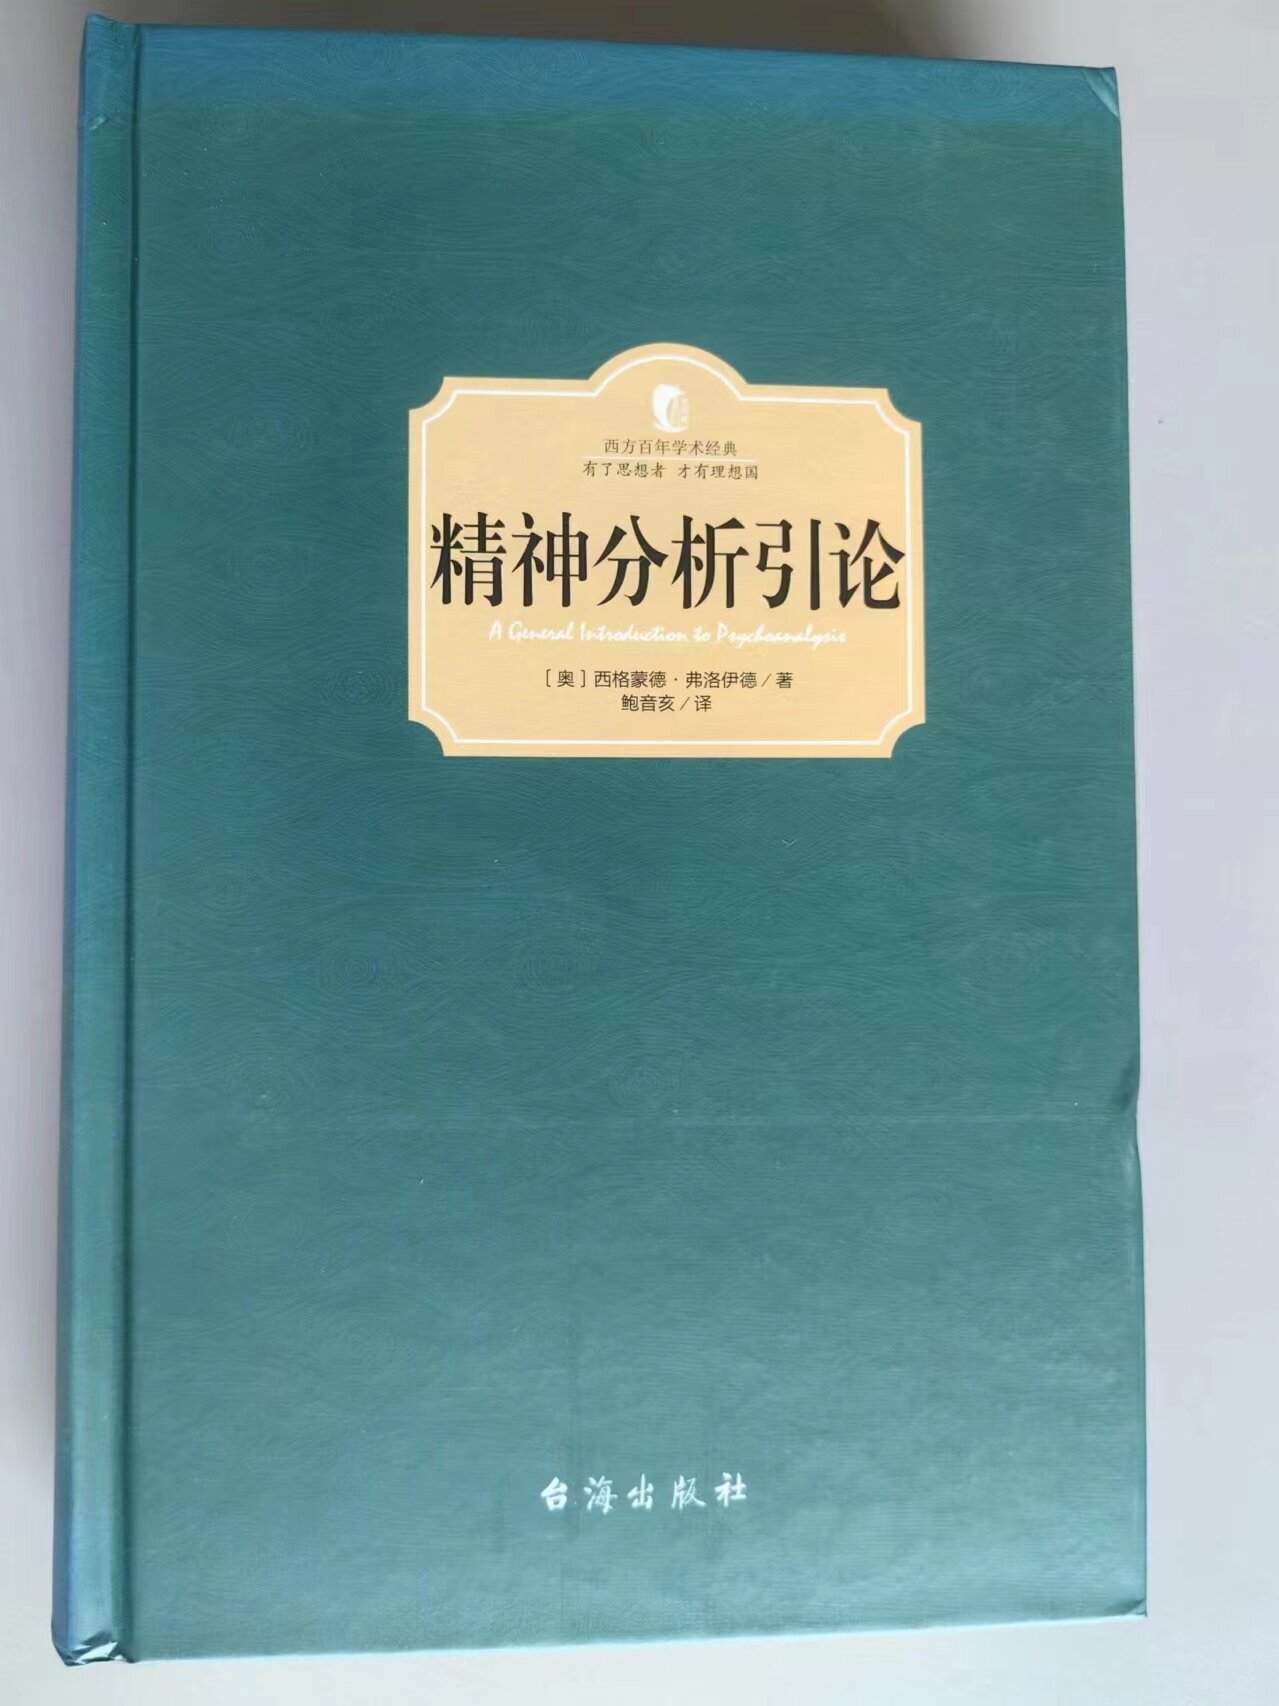 西方百年学术经典
有了思想者 才有理想国
精神分析引论
A General Introduction to Psychoanalysis
[奥]西格蒙德·弗洛伊德/著
鲍音亥/译
台海出版社